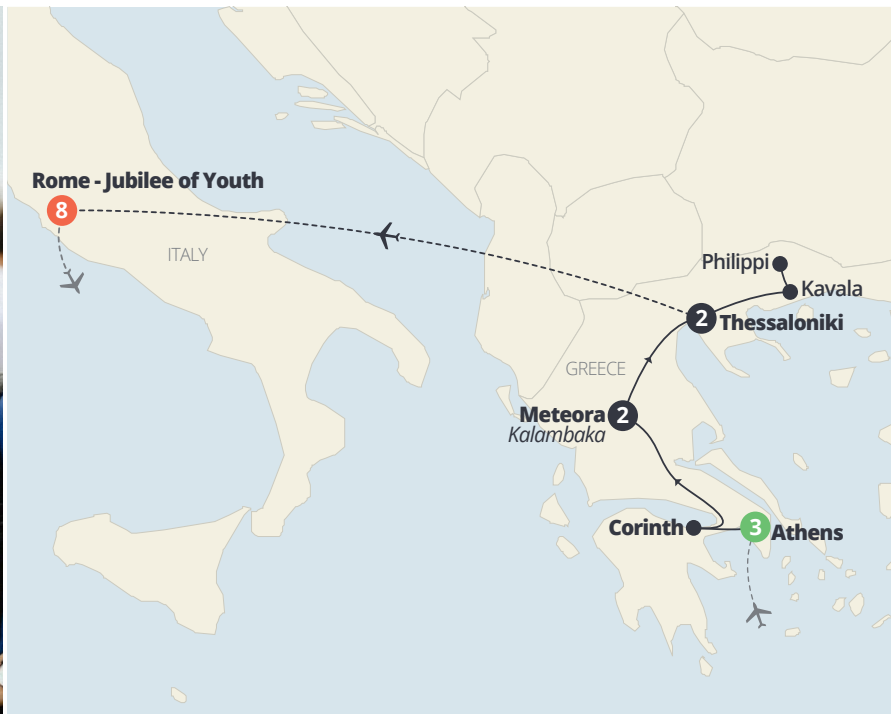 Rome - Jubilee of Youth
8
ITALY
Philippi
Kavala
2
Thessaloniki
GREECE
Meteora
2
Kalambaka
Corinth
3
Athens